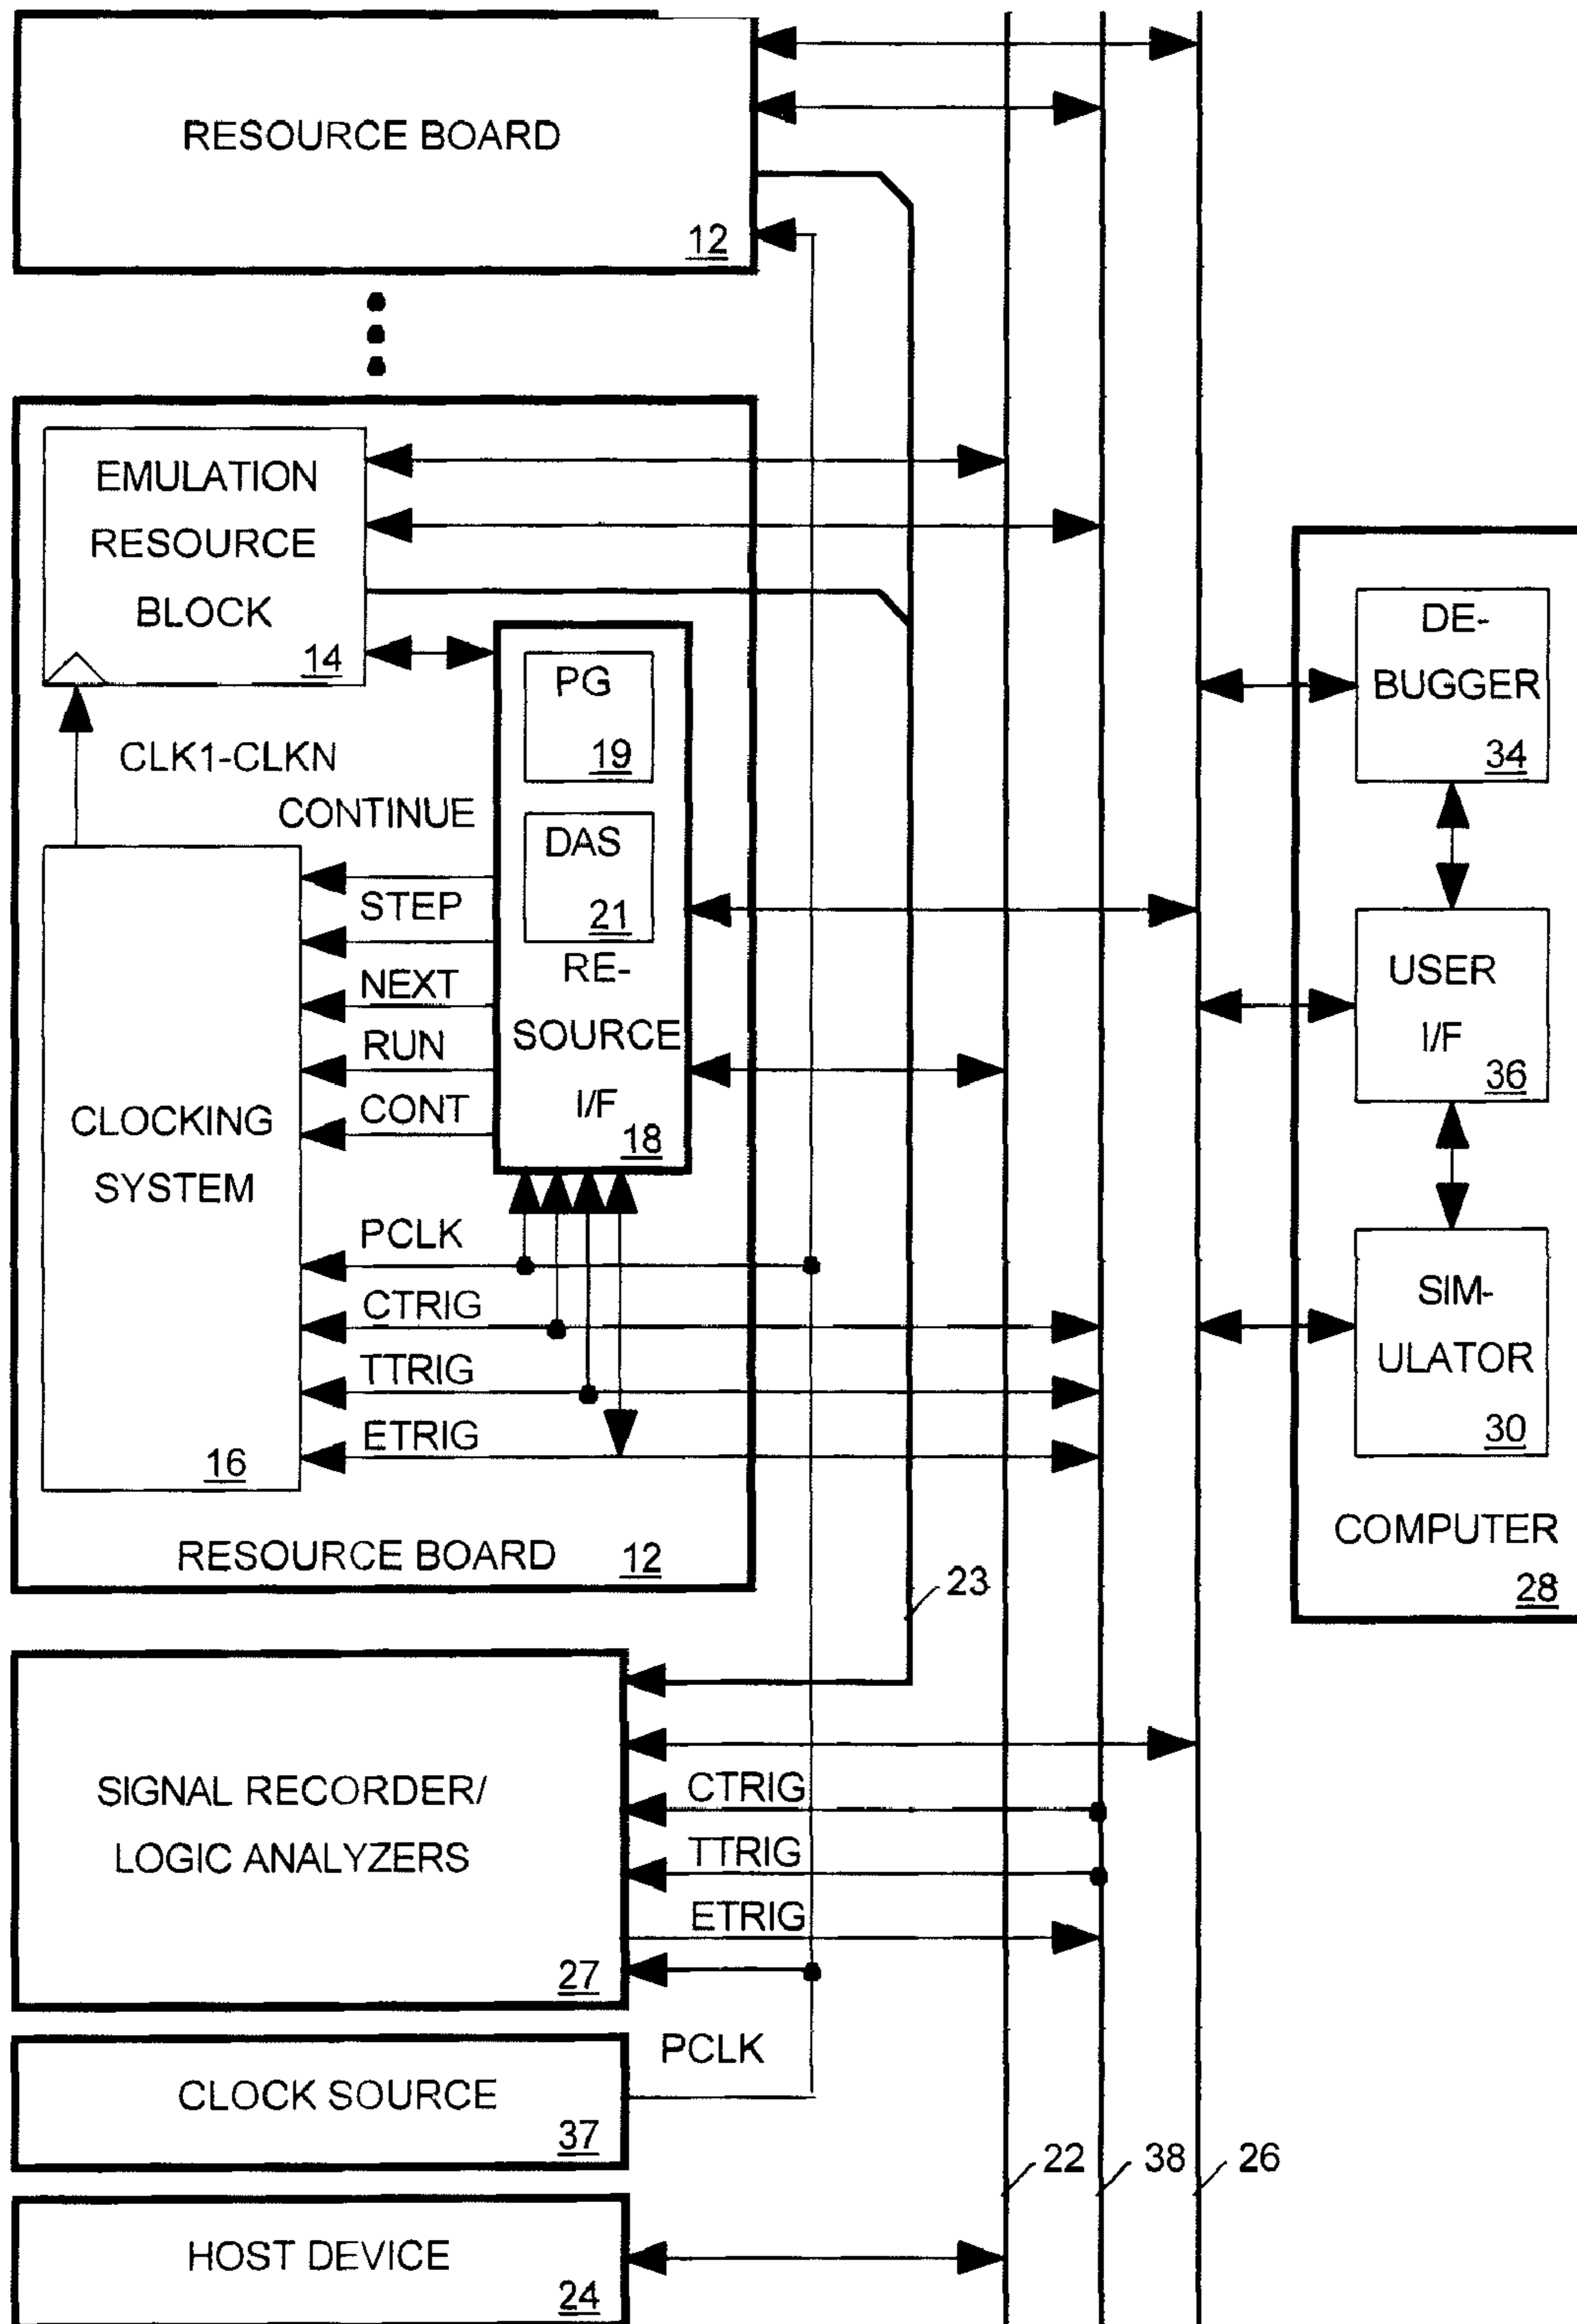 RESOURCE BOARD
12
EMULATION
RESOURCE
BLOCK
14
CLK1-CLKN
CONTINUE
STEP
NEXT
RUN
CONT
PG
19
DAS
21
RE-
SOURCE
I/F
18
CLOCKING
SYSTEM
16
PCLK
CTRIG
TTRIG
ETRIG
RESOURCE BOARD 12
DE-
BUGGER
34
USER
I/F
36
SIM-
ULATOR
30
COMPUTER
28
23
SIGNAL RECORDER/
LOGIC ANALYZERS
27
CTRIG
TTRIG
ETRIG
PCLK
CLOCK SOURCE
37
22
38
26
HOST DEVICE
24